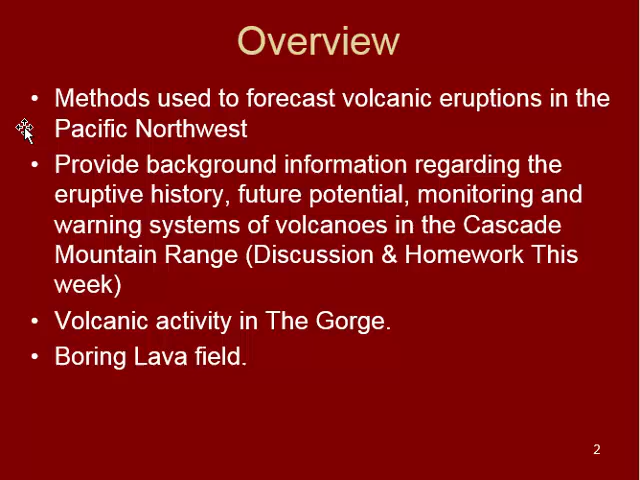 Overview
• Methods used to forecast volcanic eruptions in the
Pacific Northwest
• Provide background information regarding the
eruptive history, future potential, monitoring and
warning systems of volcanoes in the Cascade
Mountain Range (Discussion & Homework This
week)
• Volcanic activity in The Gorge.
• Boring Lava field.
2